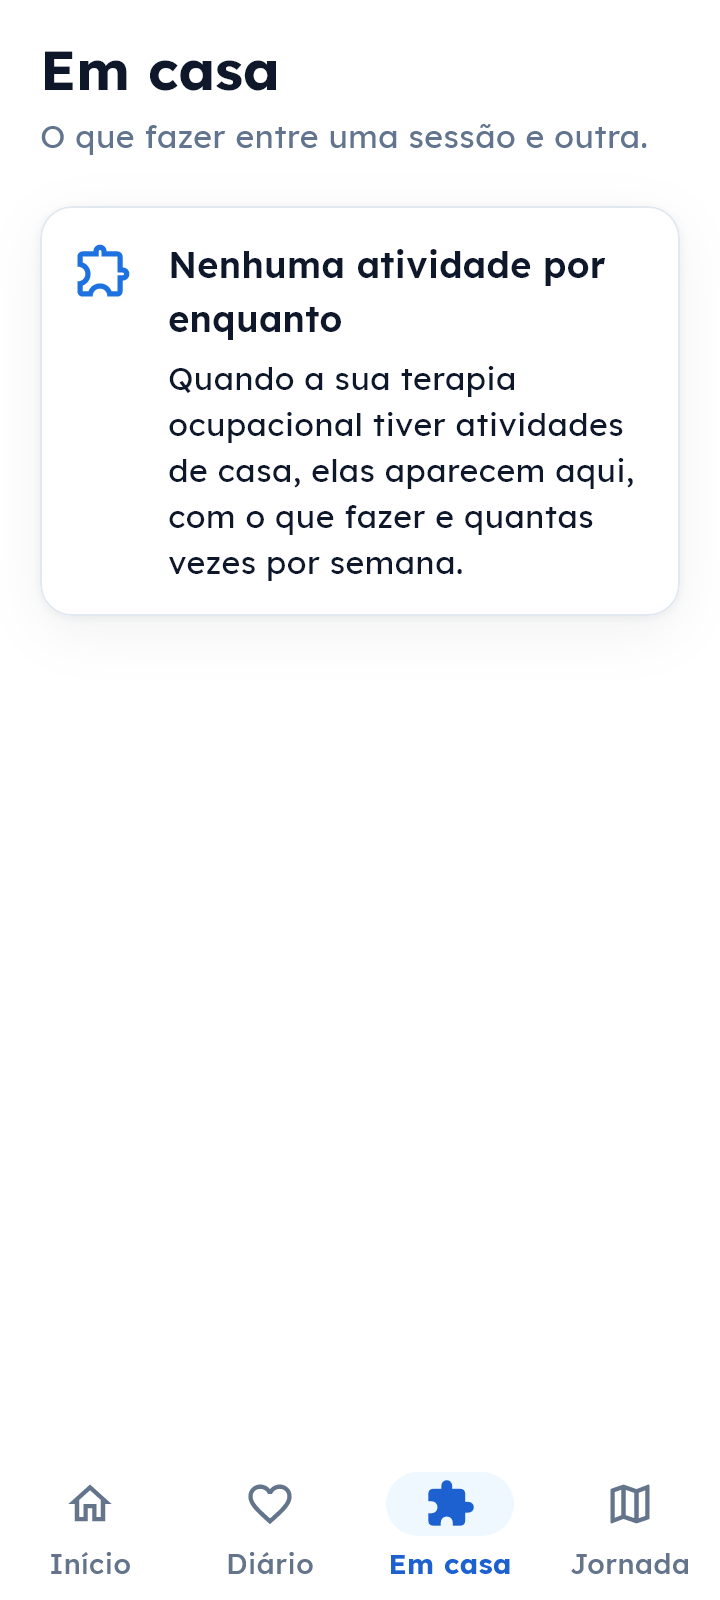 Em casa
O que fazer entre uma sessão e outra.
Nenhuma atividade por
enquanto
Quando a sua terapia
ocupacional tiver atividades
de casa, elas aparecem aqui,
com o que fazer e quantas
vezes por semana.
Início
Diário
Em casa
Jornada